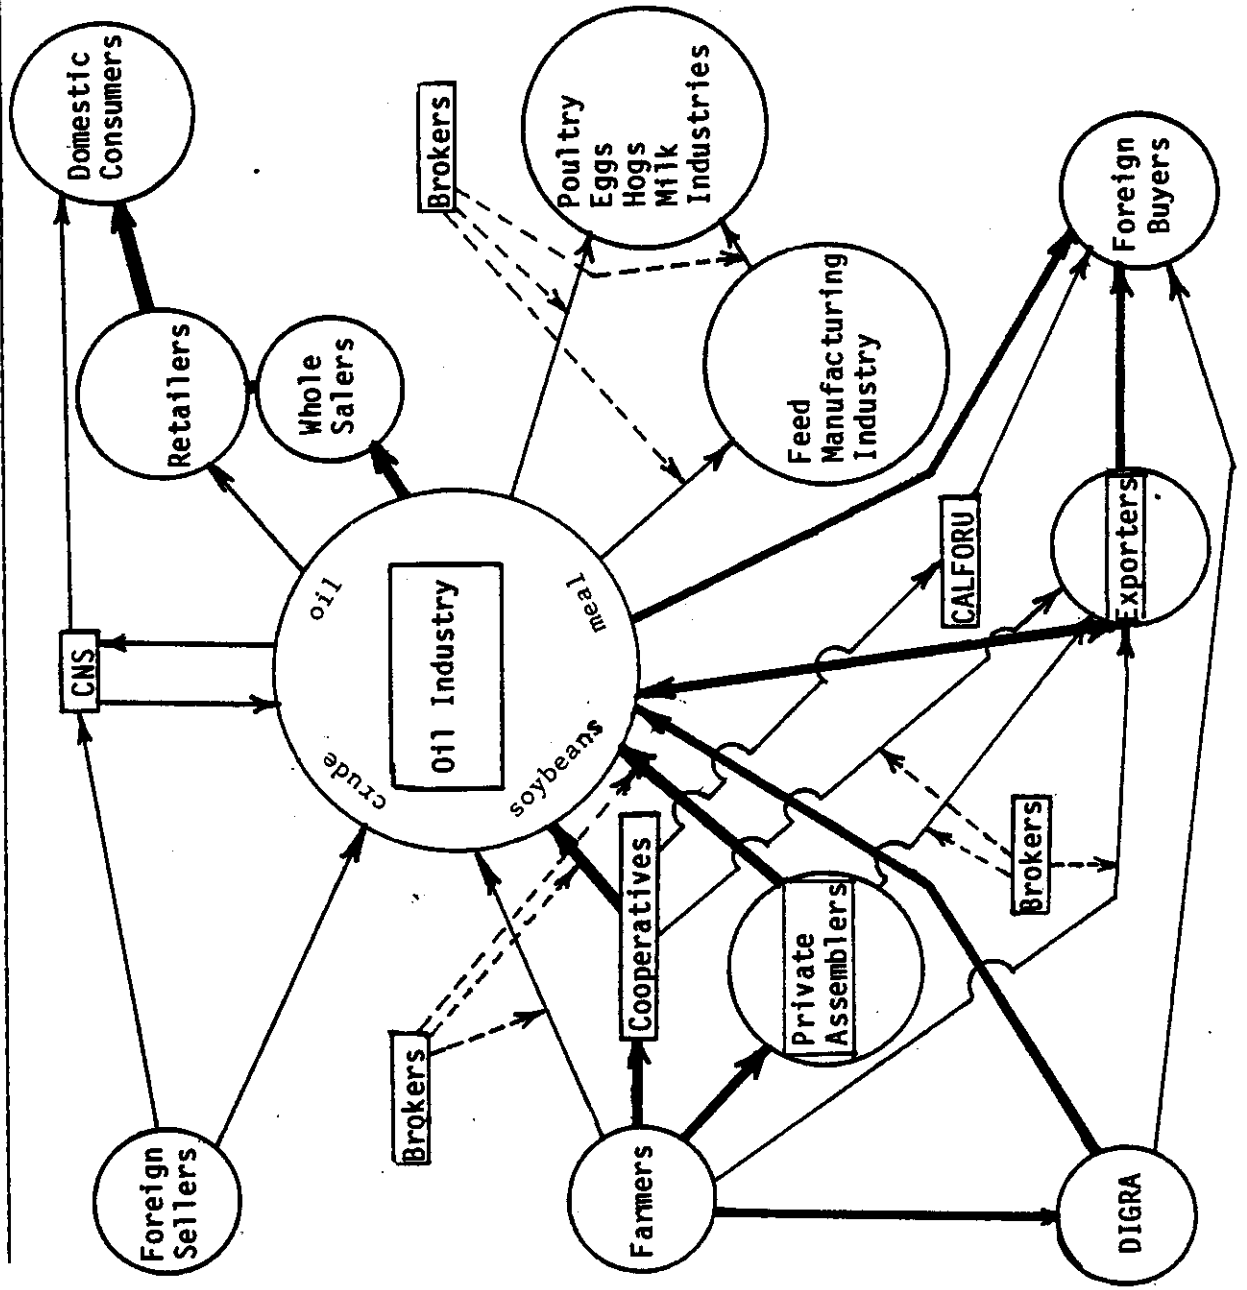 Foreign
Sellers
CNS
Domestic
Consumers
Retailers
Whole
Salers
oil
crude
Oil Industry
soybeans
meal
Brokers
Brokers
Poultry
Eggs
Hogs
Milk
Industries
Farmers
Cooperatives
Feed
Manufacturing
Industry
Private
Assemblers
CALFORU
Brokers
Exporters
Foreign
Buyers
DIGRA